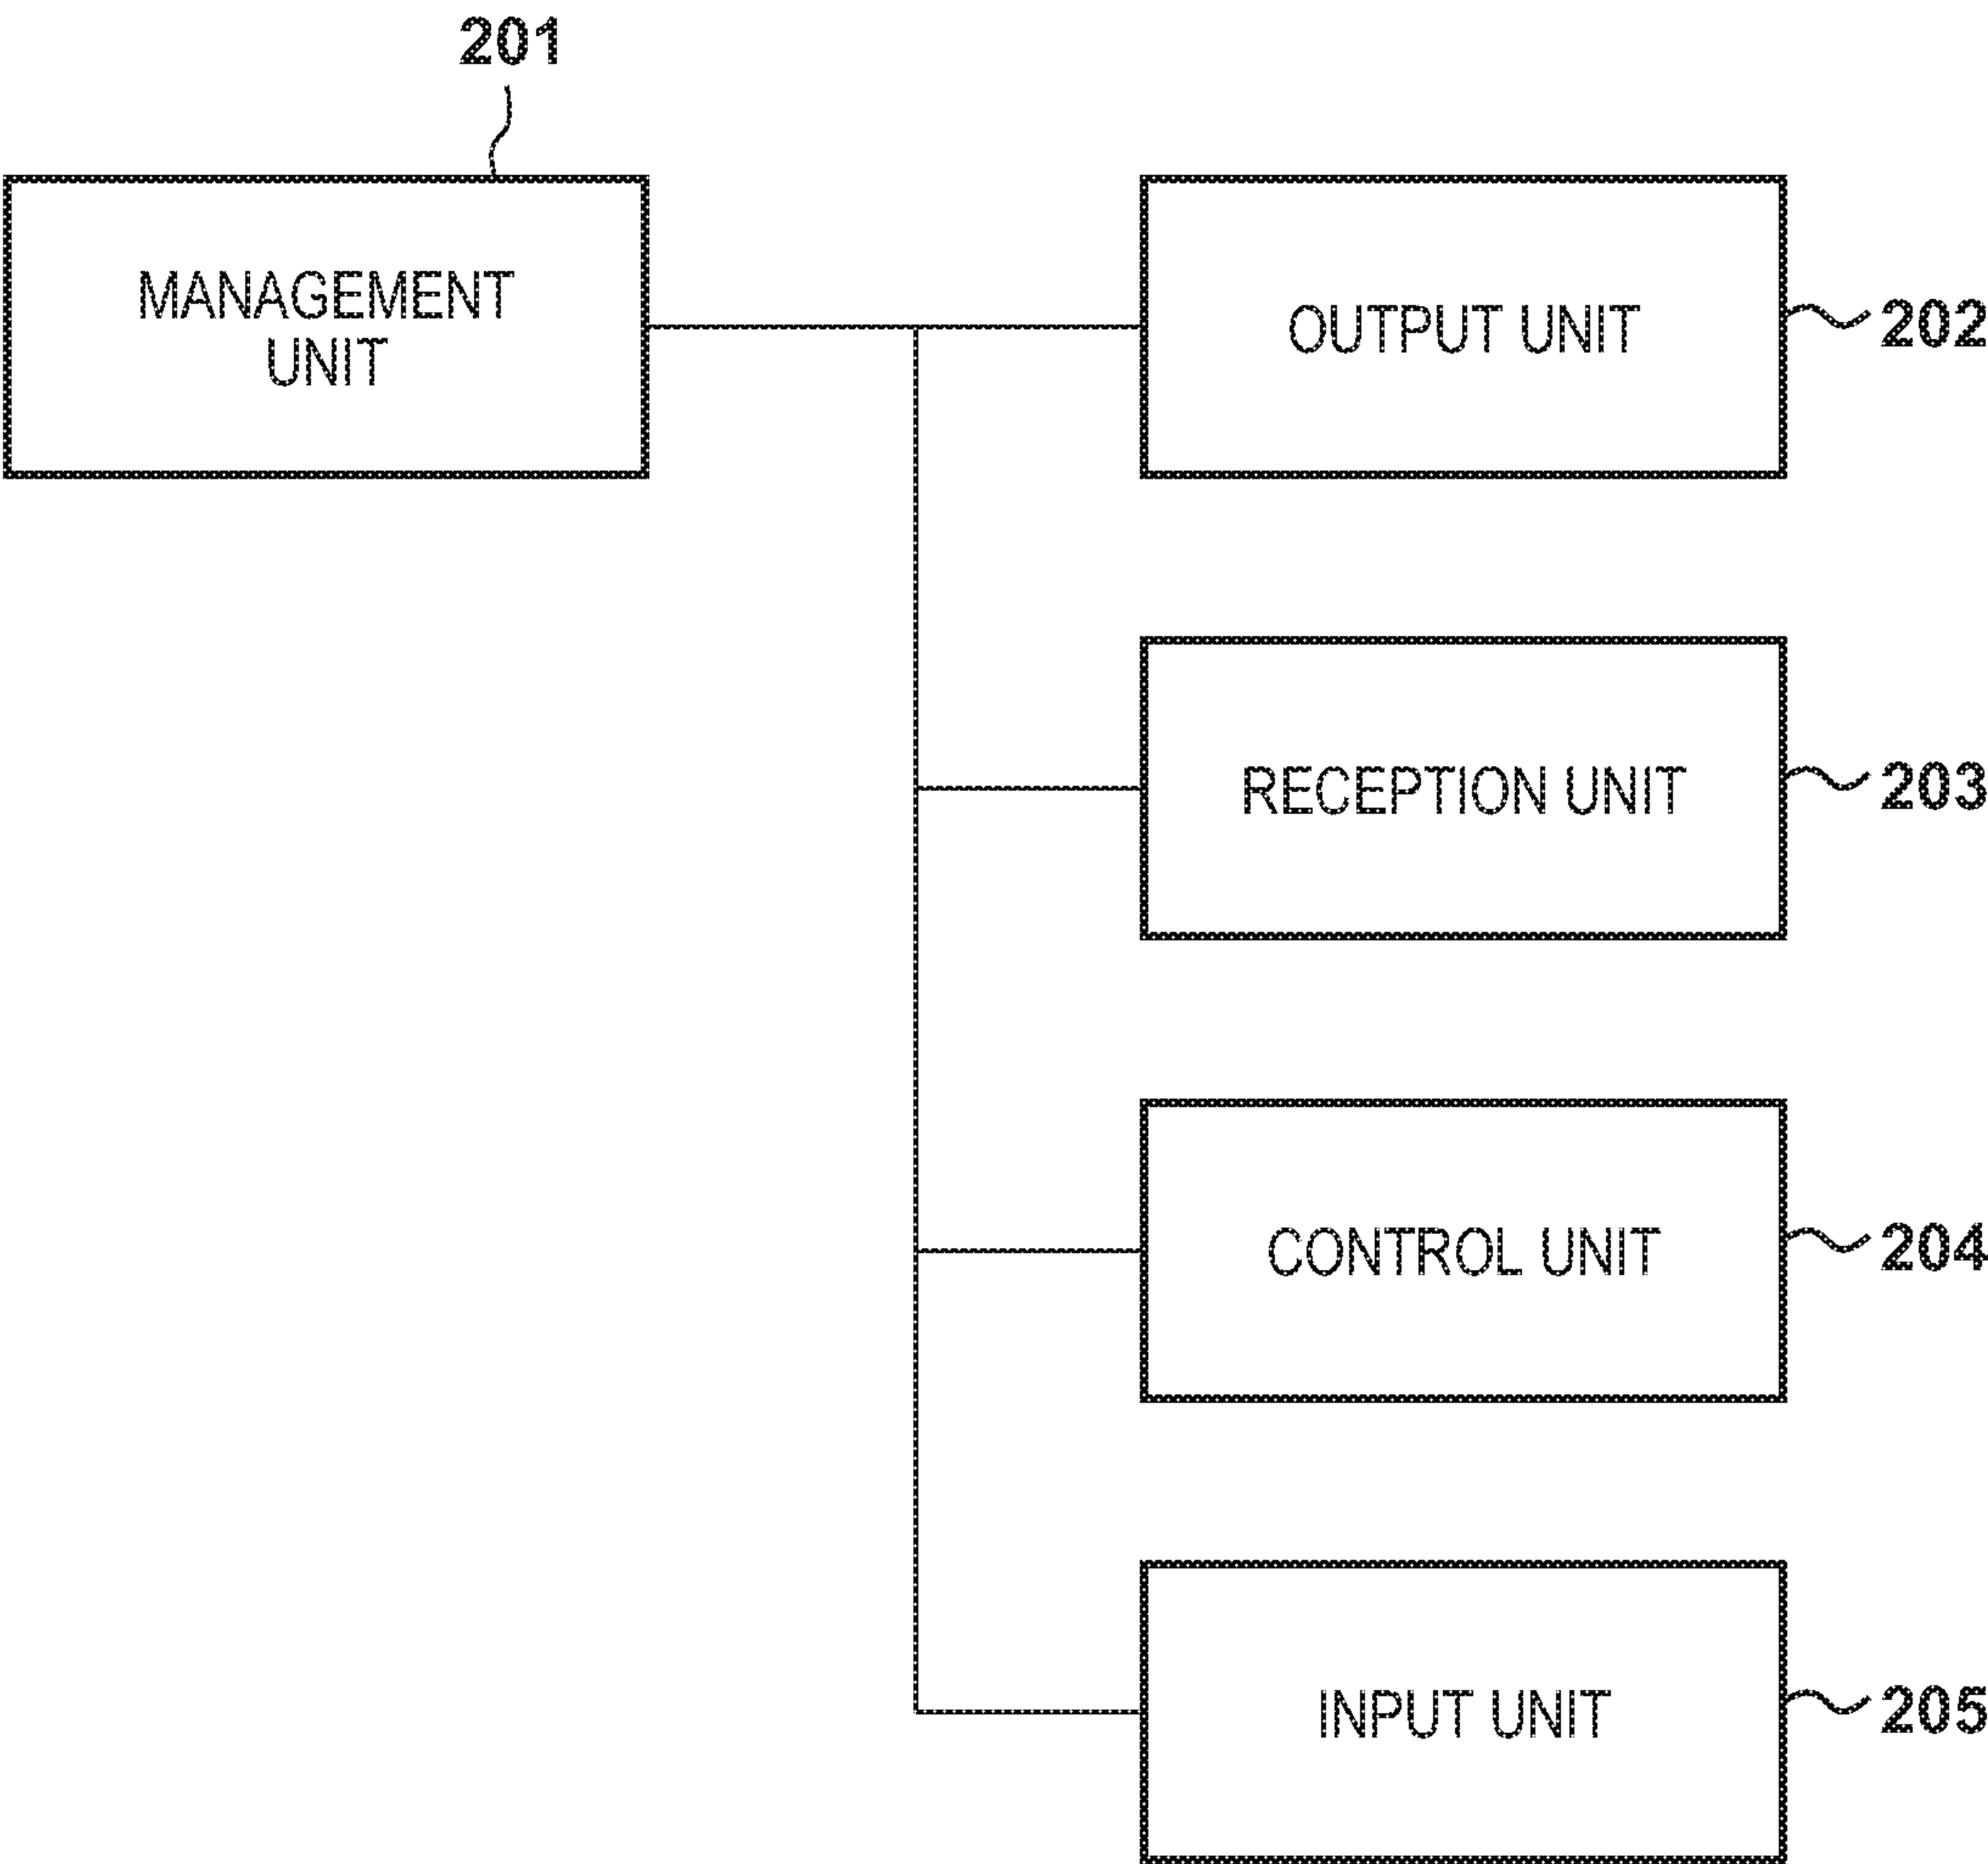 201
MANAGEMENT
UNIT
OUTPUT UNIT
202
RECEPTION UNIT
203
CONTROL UNIT
204
INPUT UNIT
205